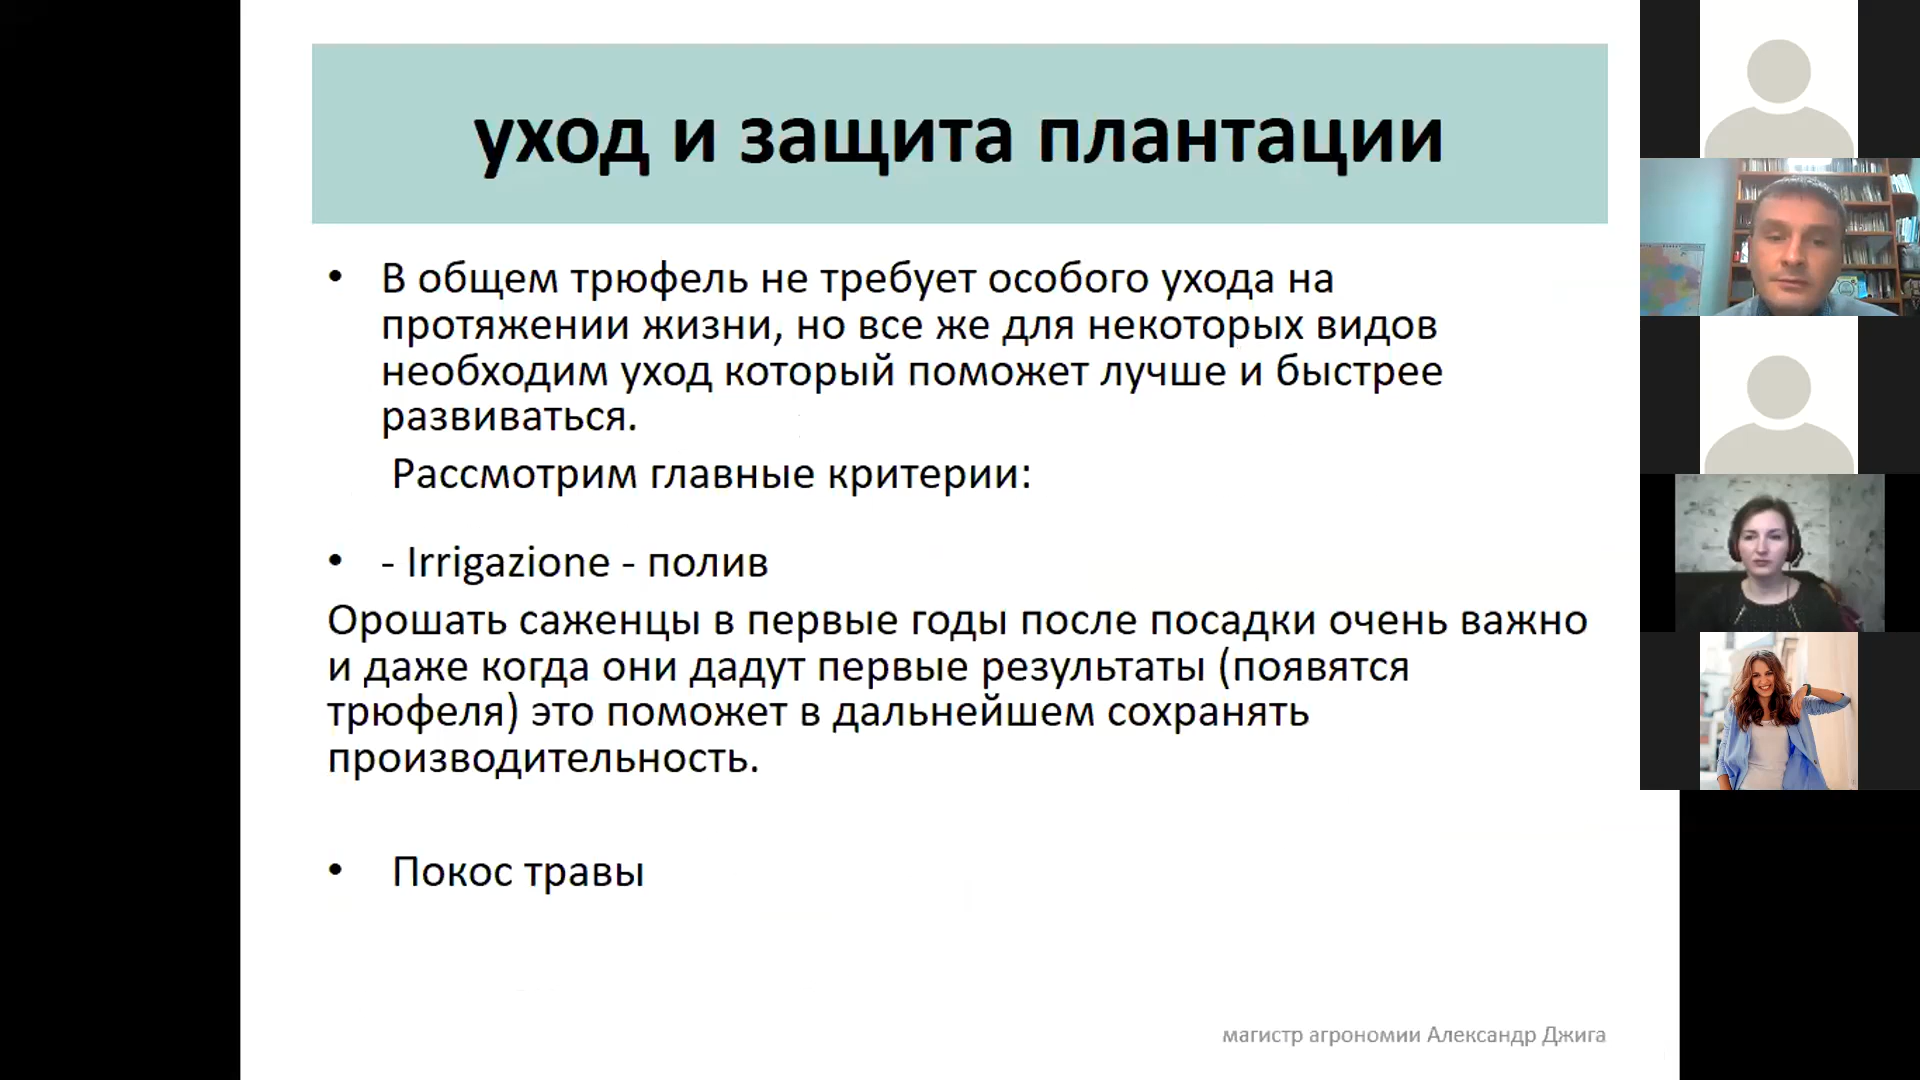 уход и защита плантации
• В общем трюфель не требует особого ухода на
протяжении жизни, но все же для некоторых видов
необходим уход который поможет лучше и быстрее
развиваться.
Рассмотрим главные критерии:
• - Irrigazione - полив
Орошать саженцы в первые годы после посадки очень важно
и даже когда они дадут первые результаты (появятся
трюфеля) это поможет в дальнейшем сохранять
производительность.
• Покос травы
магистр агрономии Александр Джига